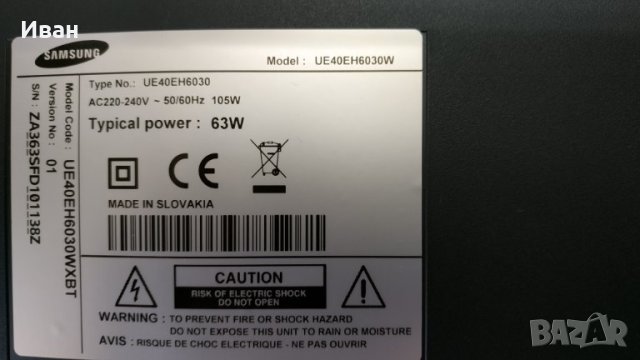 Иван
SAMSUNG
Model : UE40EH6030W
Type No.: UE40EH6030
AC220-240V ~ 50/60Hz 105W
Typical power : 63W
CE
MADE IN SLOVAKIA
Model Code : UE40EH6030WXBT
Version No : 01
S/N : ZA363SFD101138Z
CAUTION
RISK OF ELECTRIC SHOCK
DO NOT OPEN
WARNING : TO PREVENT FIRE OR SHOCK HAZARD
DO NOT EXPOSE THIS UNIT TO RAIN OR MOISTURE
AVIS : RISQUE DE CHOC ELECTRIQUE - NE PAS OUVRIR
BAZAR
bg